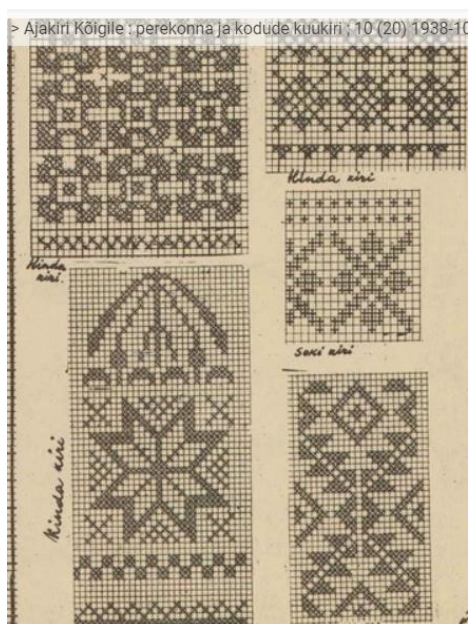 > Ajakiri Kõigile : perekonna ja kodude kuukiri ; 10 (20) 1938-10
Kinda kiri
Kinda
kiri.
Soki kiri
Kinda kiri